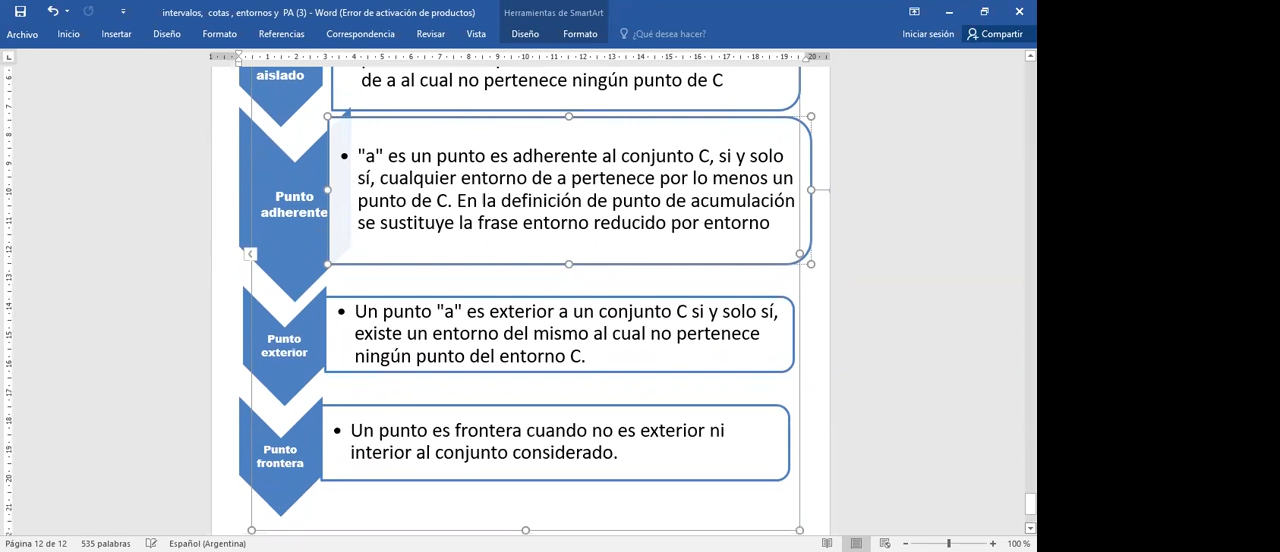 intervalos, cotas , entornos y PA (3) - Word (Error de activación de productos)
Herramientas de SmartArt
Archivo Inicio Insertar Diseño Formato Referencias Correspondencia Revisar Vista Diseño Formato ¿Qué desea hacer? Iniciar sesión Compartir
aislado
de a al cual no pertenece ningún punto de C
Punto
adherente
• "a" es un punto es adherente al conjunto C, si y solo
sí, cualquier entorno de a pertenece por lo menos un
punto de C. En la definición de punto de acumulación
se sustituye la frase entorno reducido por entorno
Punto
exterior
• Un punto "a" es exterior a un conjunto C si y solo sí,
existe un entorno del mismo al cual no pertenece
ningún punto del entorno C.
Punto
frontera
• Un punto es frontera cuando no es exterior ni
interior al conjunto considerado.
Página 12 de 12 535 palabras Español (Argentina) 100 %